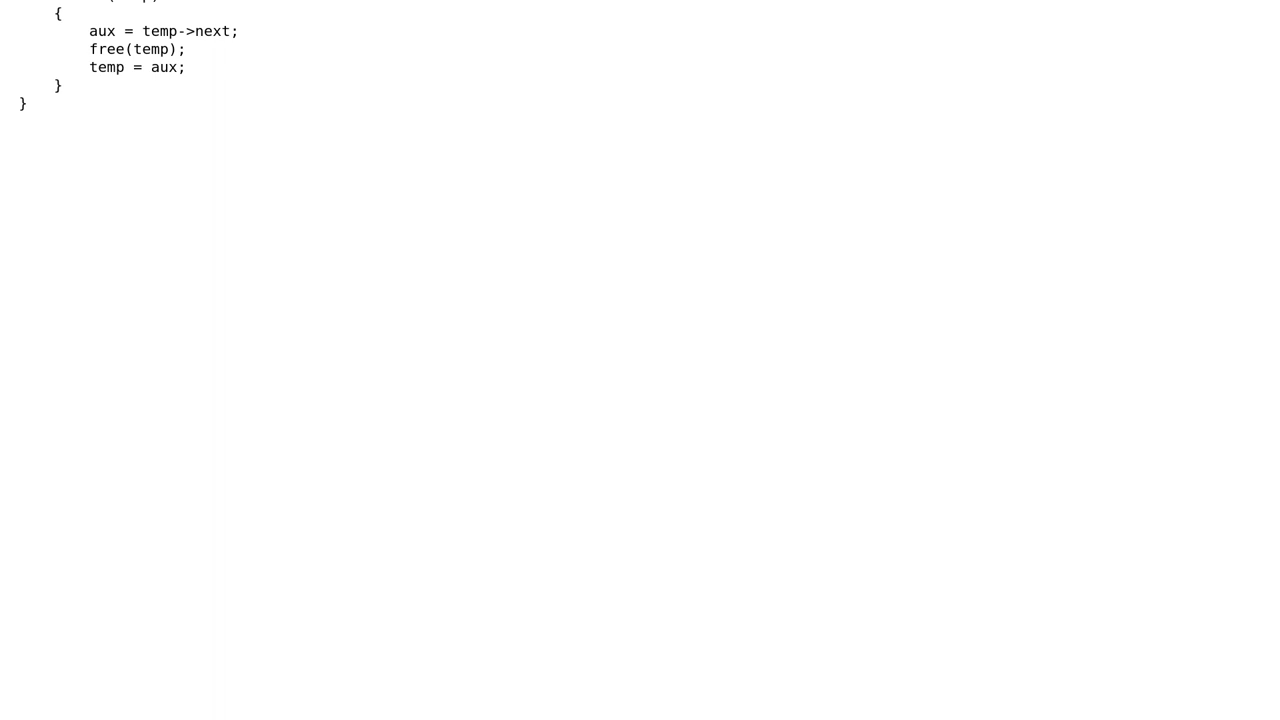 {
aux = temp->next;
free(temp);
temp = aux;
}
}